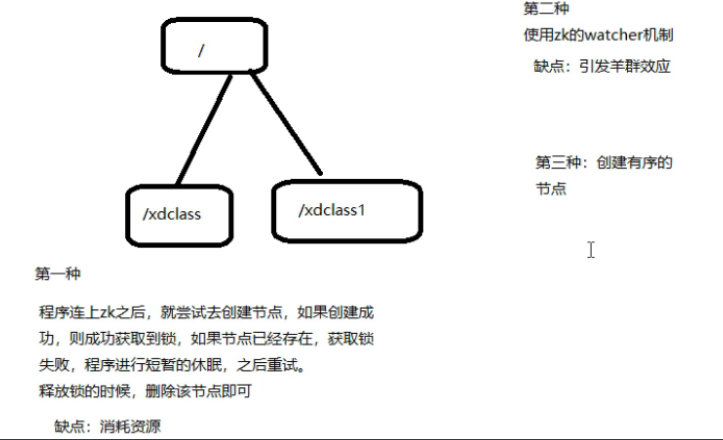 /
/xdclass
/xdclass1
第一种
程序连上zk之后，就尝试去创建节点，如果创建成
功，则成功获取到锁，如果节点已经存在，获取锁
失败，程序进行短暂的休眠，之后重试。
释放锁的时候，删除该节点即可
缺点：消耗资源
第二种
使用zk的watcher机制
缺点：引发羊群效应
第三种：创建有序的
节点